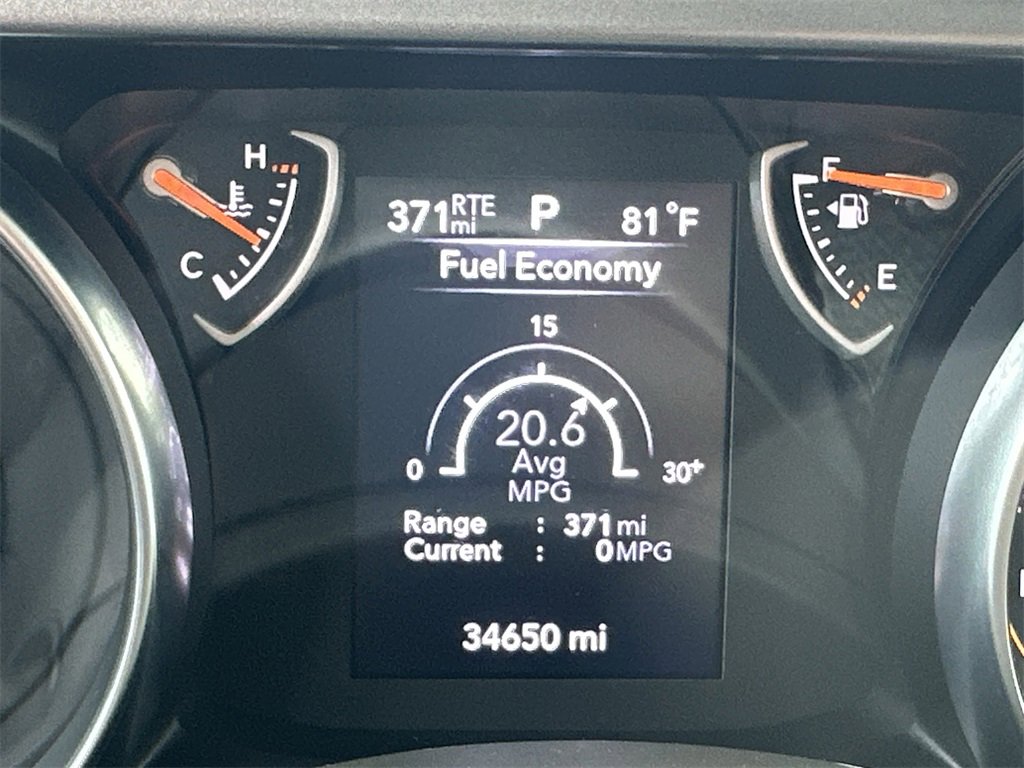 H
C
F
E
371 RTE mi P 81°F
Fuel Economy
15
0 30+
20.6
Avg
MPG
Range : 371 mi
Current : 0 MPG
34650 mi